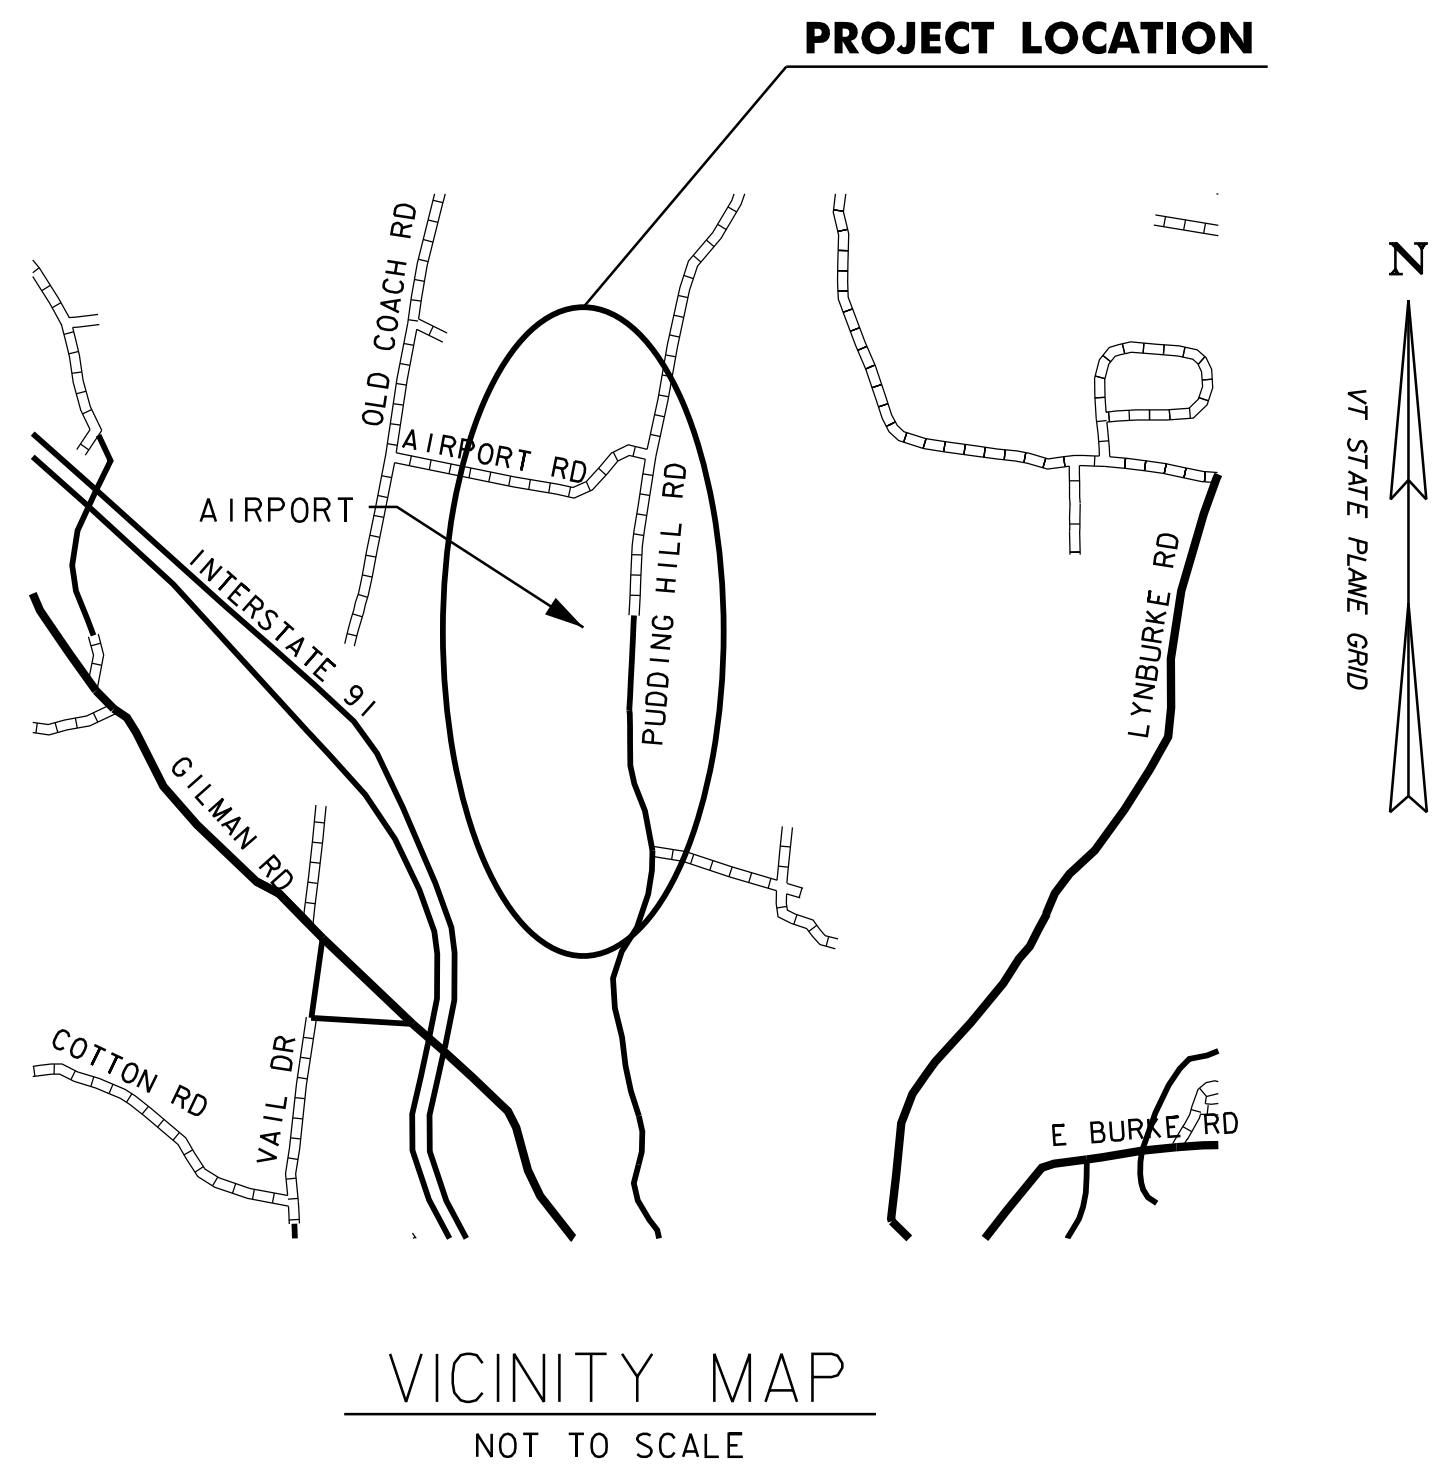 PROJECT LOCATION
N
VT STATE PLANE GRID
OLD COACH RD
AIRPORT RD
AIRPORT
PUDDING HILL RD
INTERSTATE 91
LYNBURKE RD
GILMAN RD
COTTON RD
VAIL DR
E BURKE RD
VICINITY MAP
NOT TO SCALE